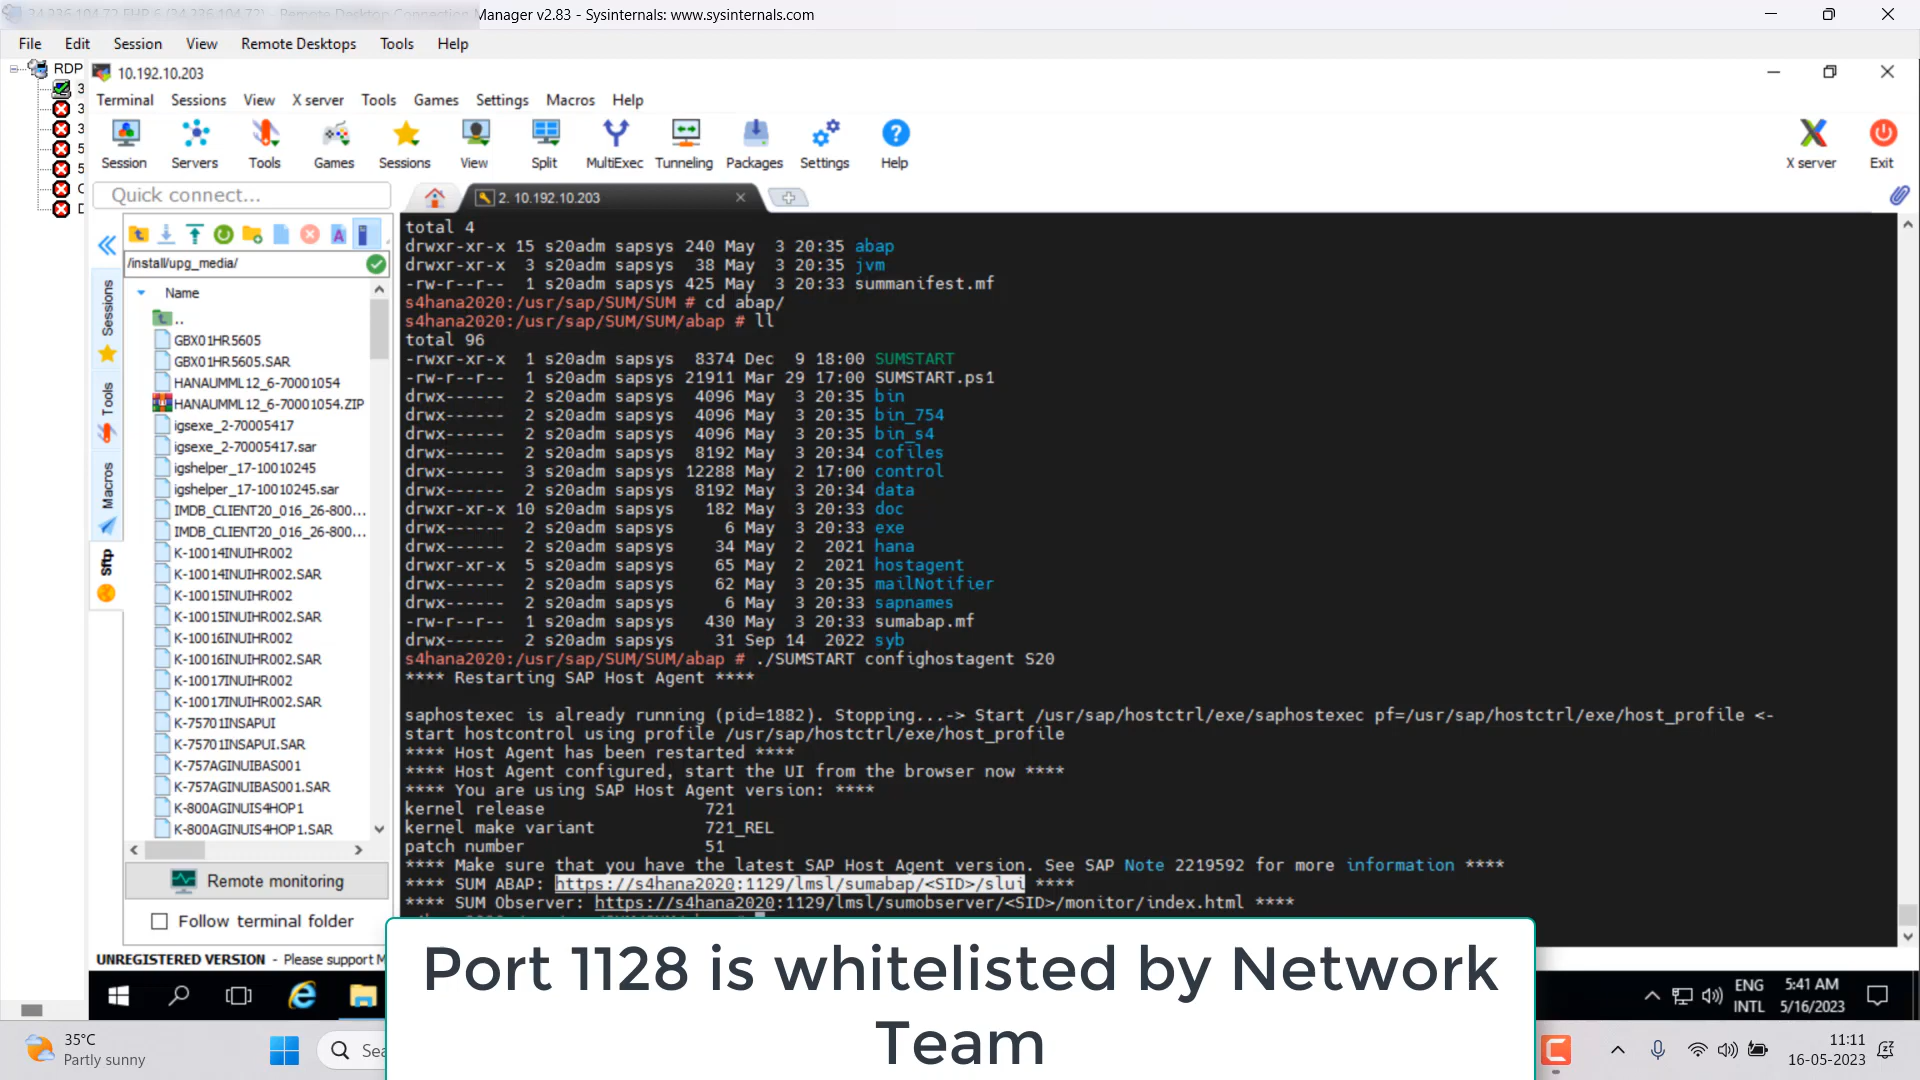 Manager v2.83 - Sysinternals: www.sysinternals.com
File Edit Session View Remote Desktops Tools Help
RDP
10.192.10.203
Terminal Sessions View X server Tools Games Settings Macros Help
Session Servers Tools Games Sessions View Split MultiExec Tunneling Packages Settings Help X server Exit
Quick connect...
2. 10.192.10.203
/install/upg_media/
Name
..
GBX01HR5605
GBX01HR5605.SAR
HANAUMML12_6-70001054
HANAUMML12_6-70001054.ZIP
igsexe_2-70005417
igsexe_2-70005417.sar
igshelper_17-10010245
igshelper_17-10010245.sar
IMDB_CLIENT20_016_26-800...
IMDB_CLIENT20_016_26-800...
K-10014INUIHR002
K-10014INUIHR002.SAR
K-10015INUIHR002
K-10015INUIHR002.SAR
K-10016INUIHR002
K-10016INUIHR002.SAR
K-10017INUIHR002
K-10017INUIHR002.SAR
K-75701INSAPUI
K-75701INSAPUI.SAR
K-757AGINUIBAS001
K-757AGINUIBAS001.SAR
K-800AGINUIS4HOP1
K-800AGINUIS4HOP1.SAR
Sessions
Tools
Macros
Sftp
Remote monitoring
Follow terminal folder
UNREGISTERED VERSION - Please support M
total 4
drwxr-xr-x 15 s20adm sapsys 240 May 3 20:35 abap
drwxr-xr-x 3 s20adm sapsys 38 May 3 20:35 jvm
-rw-r--r-- 1 s20adm sapsys 425 May 3 20:33 summanifest.mf
s4hana2020:/usr/sap/SUM/SUM # cd abap/
s4hana2020:/usr/sap/SUM/SUM/abap # ll
total 96
-rwxr-xr-x 1 s20adm sapsys 8374 Dec 9 18:00 SUMSTART
-rw-r--r-- 1 s20adm sapsys 21911 Mar 29 17:00 SUMSTART.ps1
drwx------ 2 s20adm sapsys 4096 May 3 20:35 bin
drwx------ 2 s20adm sapsys 4096 May 3 20:35 bin_754
drwx------ 2 s20adm sapsys 4096 May 3 20:35 bin_s4
drwx------ 2 s20adm sapsys 8192 May 3 20:34 cofiles
drwx------ 3 s20adm sapsys 12288 May 2 17:00 control
drwx------ 2 s20adm sapsys 8192 May 3 20:34 data
drwxr-xr-x 10 s20adm sapsys 182 May 3 20:33 doc
drwx------ 2 s20adm sapsys 6 May 3 20:33 exe
drwx------ 2 s20adm sapsys 34 May 2 2021 hana
drwxr-xr-x 5 s20adm sapsys 65 May 2 2021 hostagent
drwx------ 2 s20adm sapsys 62 May 3 20:35 mailNotifier
drwx------ 2 s20adm sapsys 6 May 3 20:33 sapnames
-rw-r--r-- 1 s20adm sapsys 430 May 3 20:33 sumabap.mf
drwx------ 2 s20adm sapsys 31 Sep 14 2022 syb
s4hana2020:/usr/sap/SUM/SUM/abap # ./SUMSTART confighostagent S20
**** Restarting SAP Host Agent ****
saphostexec is already running (pid=1882). Stopping...-> Start /usr/sap/hostctrl/exe/saphostexec pf=/usr/sap/hostctrl/exe/host_profile <-
start hostcontrol using profile /usr/sap/hostctrl/exe/host_profile
**** Host Agent has been restarted ****
**** Host Agent configured, start the UI from the browser now ****
**** You are using SAP Host Agent version: ****
kernel release 721
kernel make variant 721_REL
patch number 51
**** Make sure that you have the latest SAP Host Agent version. See SAP Note 2219592 for more information ****
**** SUM ABAP: https://s4hana2020:1129/lmsl/sumabap/<SID>/slui ****
**** SUM Observer: https://s4hana2020:1129/lmsl/sumobserver/<SID>/monitor/index.html ****
Port 1128 is whitelisted by Network
Team
ENG
INTL
5:41 AM
5/16/2023
35°C
Partly sunny
Sea
11:11
16-05-2023